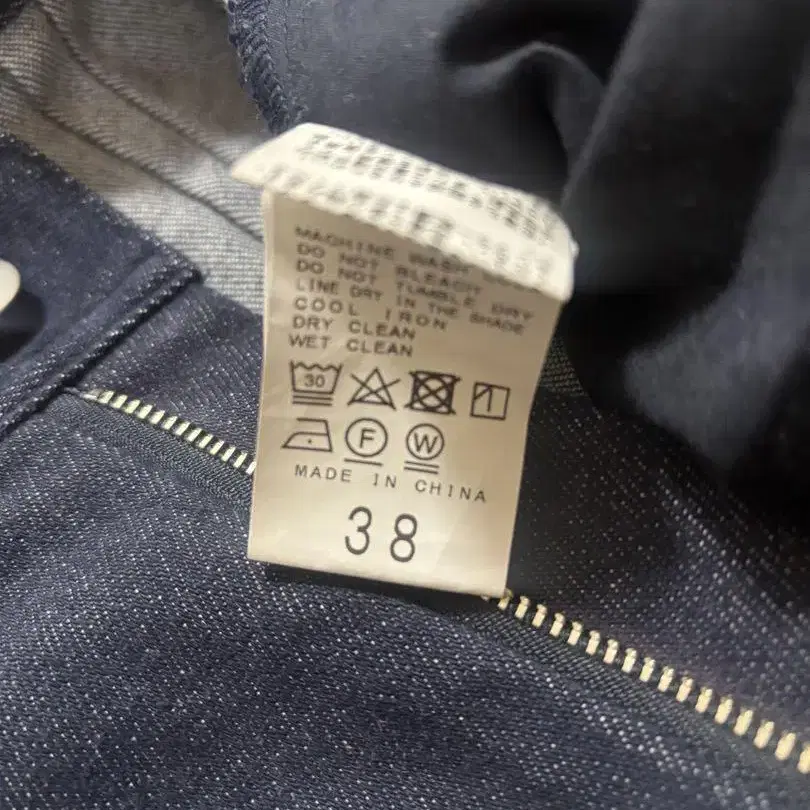 MACHINE WASH
DO NOT BLEACH
DO NOT TUMBLE DRY
LINE DRY IN THE SHADE
COOL IRON
DRY CLEAN
WET CLEAN
30
F W
MADE IN CHINA
38